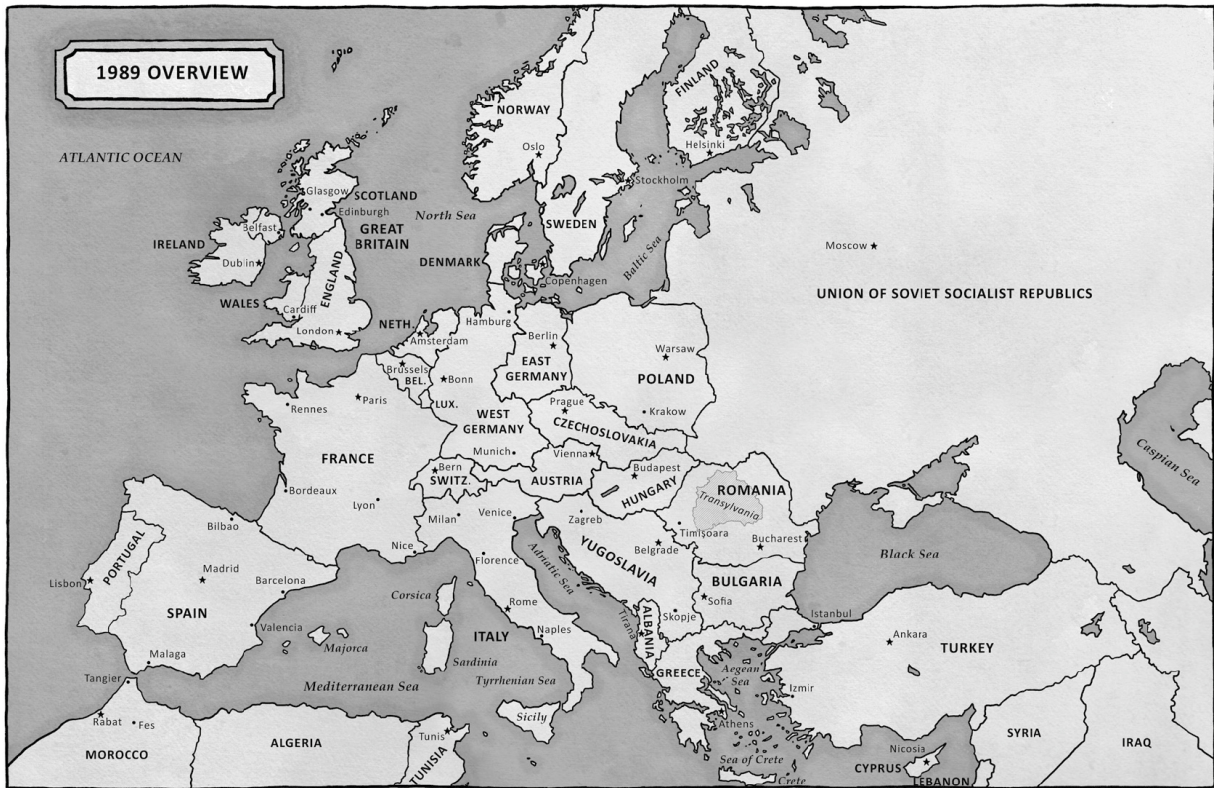 1989 OVERVIEW
ATLANTIC OCEAN
NORWAY
Oslo
FINLAND
Helsinki
Stockholm
SWEDEN
Glasgow
SCOTLAND
Edinburgh
North Sea
GREAT
BRITAIN
Belfast
IRELAND
Dublin
ENGLAND
WALES
Cardiff
London
DENMARK
Copenhagen
Baltic Sea
Moscow
UNION OF SOVIET SOCIALIST REPUBLICS
NETH.
Amsterdam
Hamburg
Berlin
EAST
GERMANY
Warsaw
POLAND
Krakow
Brussels
BEL.
Bonn
LUX.
WEST
GERMANY
Munich
Prague
CZECHOSLOVAKIA
Rennes
Paris
FRANCE
Bordeaux
Lyon
Nice
Bern
SWITZ.
Vienna
AUSTRIA
Budapest
HUNGARY
ROMANIA
Transylvania
Timişoara
Bucharest
Caspian Sea
Black Sea
Milan
Venice
Zagreb
Belgrade
YUGOSLAVIA
Florence
Adriatic Sea
BULGARIA
Sofia
Skopje
Bilbao
PORTUGAL
Lisbon
Madrid
Barcelona
SPAIN
Valencia
Malaga
Majorca
Corsica
Rome
Naples
ITALY
Sardinia
Tyrrhenian Sea
Mediterranean Sea
Sicily
Tirana
ALBANIA
GREECE
Aegean
Sea
Athens
Sea of Crete
Crete
Istanbul
Ankara
TURKEY
Izmir
Tangier
Rabat
Fes
MOROCCO
ALGERIA
Tunis
TUNISIA
Nicosia
CYPRUS
LEBANON
SYRIA
IRAQ